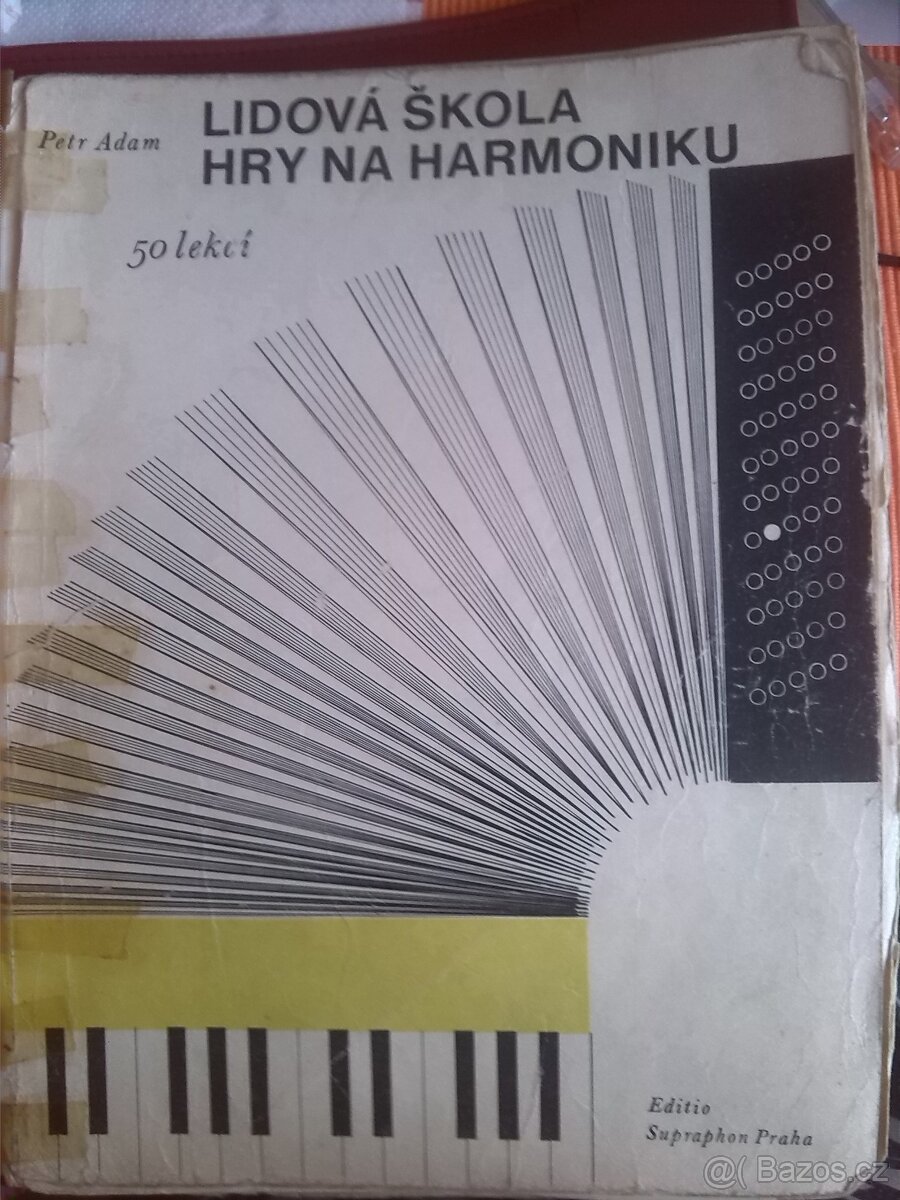 Petr Adam
LIDOVÁ ŠKOLA
HRY NA HARMONIKU
50 lekcí
Editio
Supraphon Praha
@( Bazos.cz